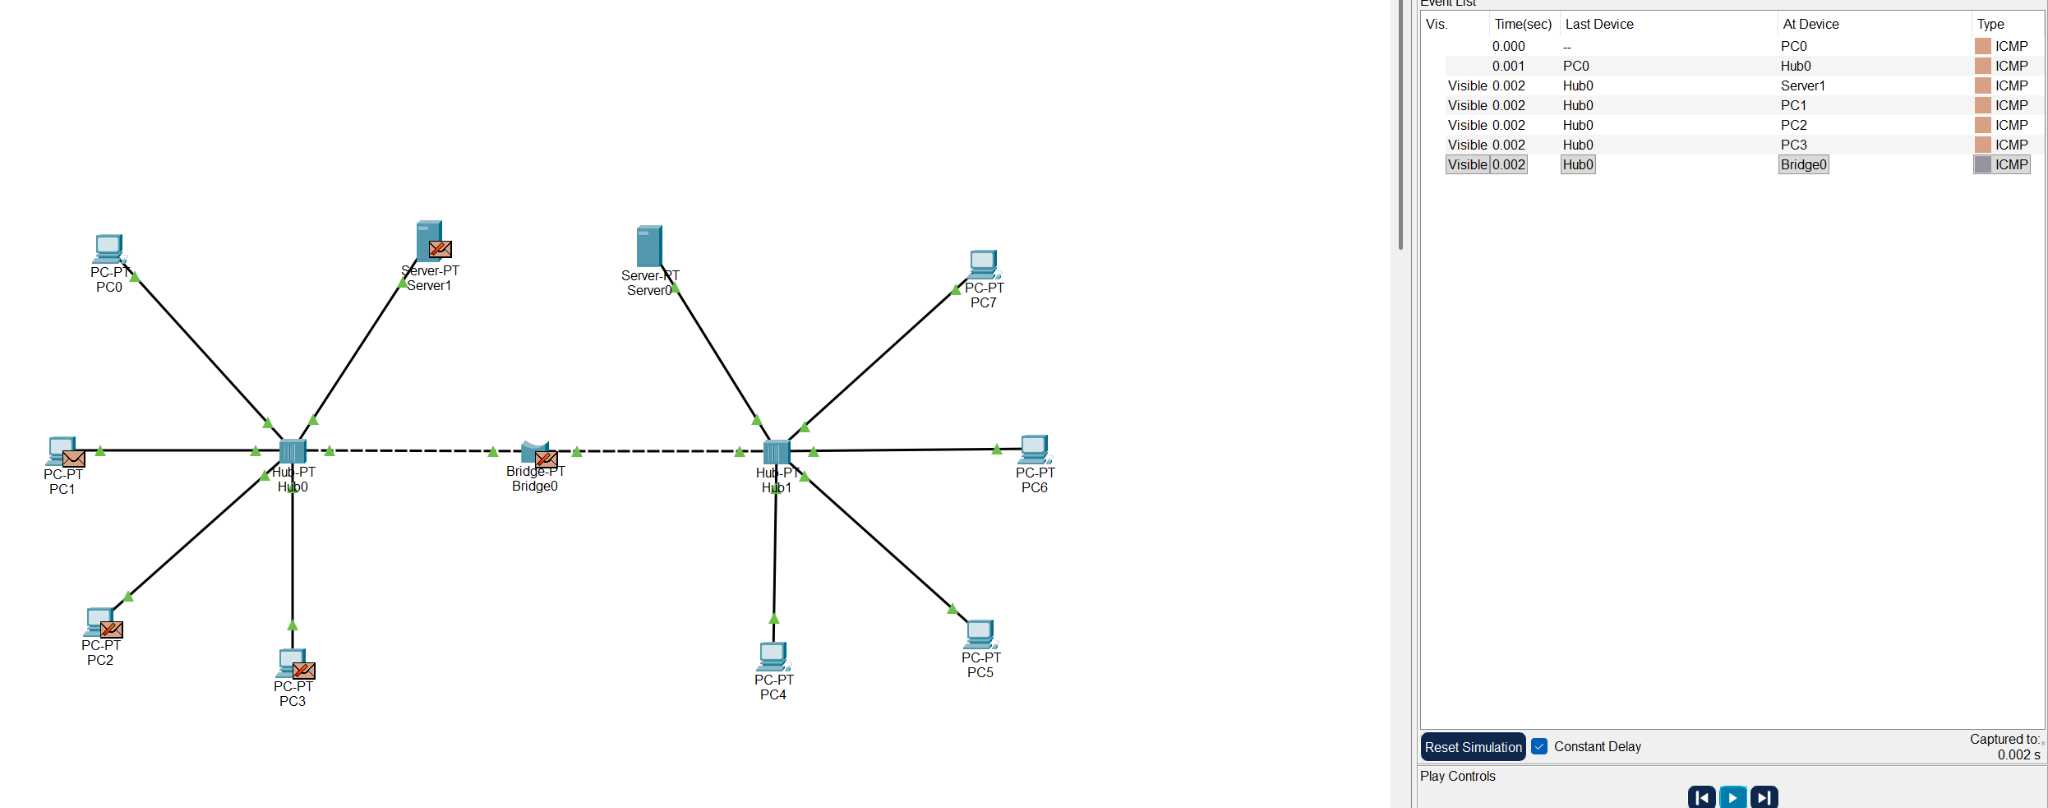 Event List
Vis. Time(sec) Last Device At Device Type
0.000 -- PC0 ICMP
0.001 PC0 Hub0 ICMP
Visible 0.002 Hub0 Server1 ICMP
Visible 0.002 Hub0 PC1 ICMP
Visible 0.002 Hub0 PC2 ICMP
Visible 0.002 Hub0 PC3 ICMP
Visible 0.002 Hub0 Bridge0 ICMP
PC-PT
PC0
Server-PT
Server1
Server-PT
Server0
PC-PT
PC7
PC-PT
PC1
Hub-PT
Hub0
Bridge-PT
Bridge0
Hub-PT
Hub1
PC-PT
PC6
PC-PT
PC2
PC-PT
PC3
PC-PT
PC4
PC-PT
PC5
Reset Simulation Constant Delay
Captured to:
0.002 s
Play Controls